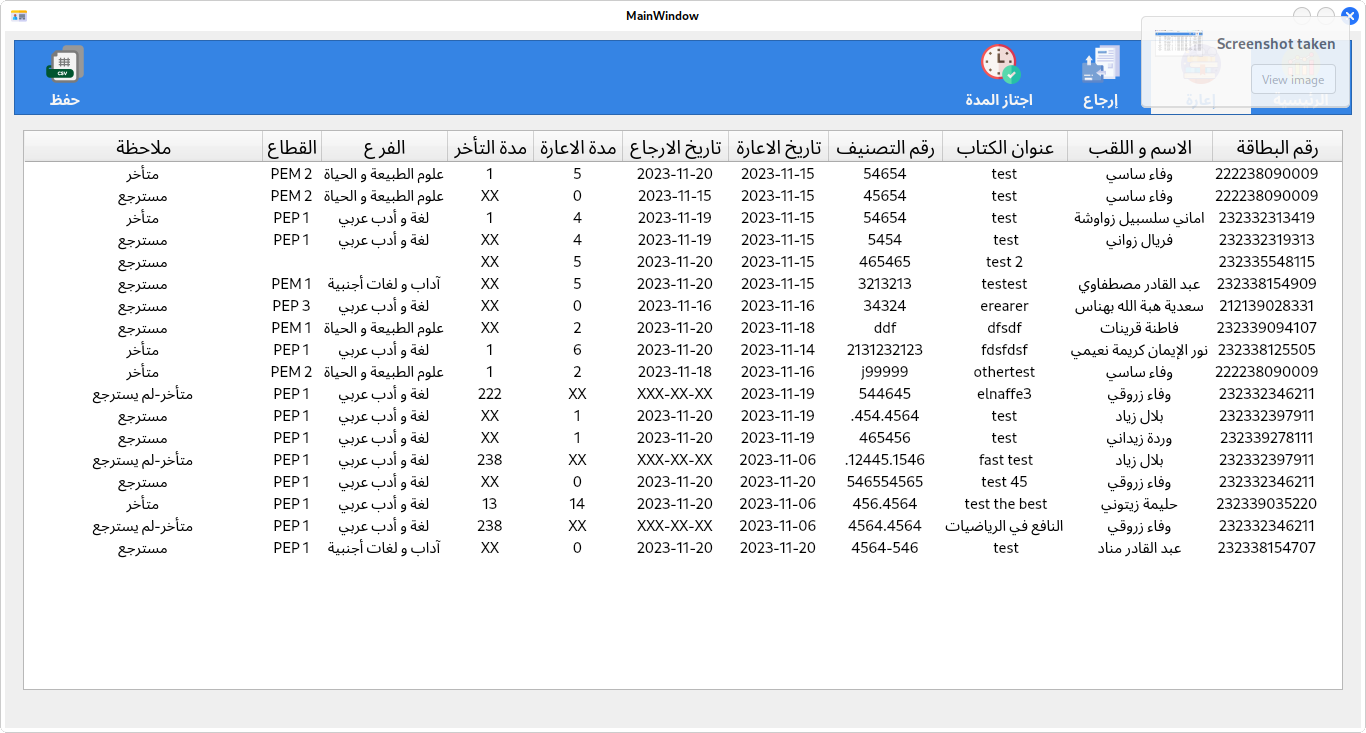 MainWindow
Screenshot taken
View image
الرئيسية
إعارة
إرجاع
اجتاز المدة
حفظ
CSV
رقم البطاقة الاسم و اللقب عنوان الكتاب رقم التصنيف تاريخ الاعارة تاريخ الارجاع مدة الاعارة مدة التأخر الفرع القطاع ملاحظة
222238090009 وفاء ساسي test 54654 2023-11-15 2023-11-20 5 1 علوم الطبيعة و الحياة PEM 2 متأخر
222238090009 وفاء ساسي test 45654 2023-11-15 2023-11-15 0 XX علوم الطبيعة و الحياة PEM 2 مسترجع
232332313419 اماني سلسبيل زواوشة test 54654 2023-11-15 2023-11-19 4 1 لغة و أدب عربي PEP 1 متأخر
232332319313 فريال زواني test 5454 2023-11-15 2023-11-19 4 XX لغة و أدب عربي PEP 1 مسترجع
232335548115 test 2 465465 2023-11-15 2023-11-20 5 XX مسترجع
232338154909 عبد القادر مصطفاوي testest 3213213 2023-11-15 2023-11-20 5 XX آداب و لغات أجنبية PEM 1 مسترجع
212139028331 سعدية هبة الله بهناس erearer 34324 2023-11-16 2023-11-16 0 XX لغة و أدب عربي PEP 3 مسترجع
232339094107 فاطنة قرينات dfsdf ddf 2023-11-18 2023-11-20 2 XX علوم الطبيعة و الحياة PEM 1 مسترجع
232338125505 نور الإيمان كريمة نعيمي fdsfdsf 2131232123 2023-11-14 2023-11-20 6 1 لغة و أدب عربي PEP 1 متأخر
222238090009 وفاء ساسي othertest j99999 2023-11-16 2023-11-18 2 1 علوم الطبيعة و الحياة PEM 2 متأخر
232332346211 وفاء زروقي elnaffe3 544645 2023-11-19 XXX-XX-XX XX 222 لغة و أدب عربي PEP 1 متأخر-لم يسترجع
232332397911 بلال زياد test .454.4564 2023-11-19 2023-11-20 1 XX لغة و أدب عربي PEP 1 مسترجع
232339278111 وردة زيداني test 465456 2023-11-19 2023-11-20 1 XX لغة و أدب عربي PEP 1 مسترجع
232332397911 بلال زياد fast test .12445.1546 2023-11-06 XXX-XX-XX XX 238 لغة و أدب عربي PEP 1 متأخر-لم يسترجع
232332346211 وفاء زروقي test 45 546554565 2023-11-20 2023-11-20 0 XX لغة و أدب عربي PEP 1 مسترجع
232339035220 حليمة زيتوني test the best 456.4564 2023-11-06 2023-11-20 14 13 لغة و أدب عربي PEP 1 متأخر
232332346211 وفاء زروقي النافع في الرياضيات 4564.4564 2023-11-06 XXX-XX-XX XX 238 لغة و أدب عربي PEP 1 متأخر-لم يسترجع
232338154707 عبد القادر مناد test 4564-546 2023-11-20 2023-11-20 0 XX آداب و لغات أجنبية PEP 1 مسترجع